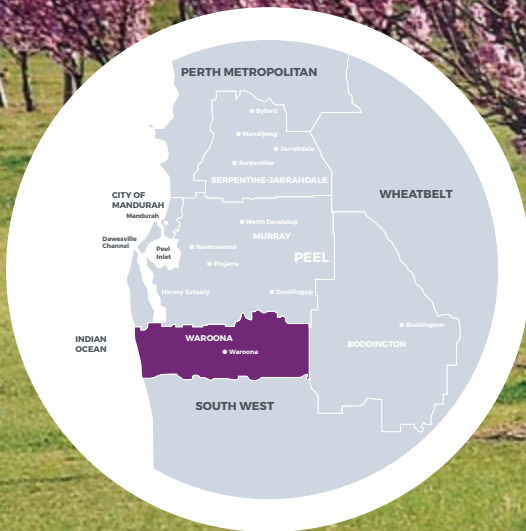 PERTH METROPOLITAN
Byford
Mundijong
Jarrahdale
Serpentine
SERPENTINE-JARRAHDALE
WHEATBELT
CITY OF
MANDURAH
Mandurah
North Dandalup
MURRAY
Dawesville
Channel
Peel
Inlet
Ravenswood
PEEL
Pinjarra
Harvey Estuary
Dwellingup
Boddington
BODDINGTON
INDIAN
OCEAN
WAROONA
Waroona
SOUTH WEST